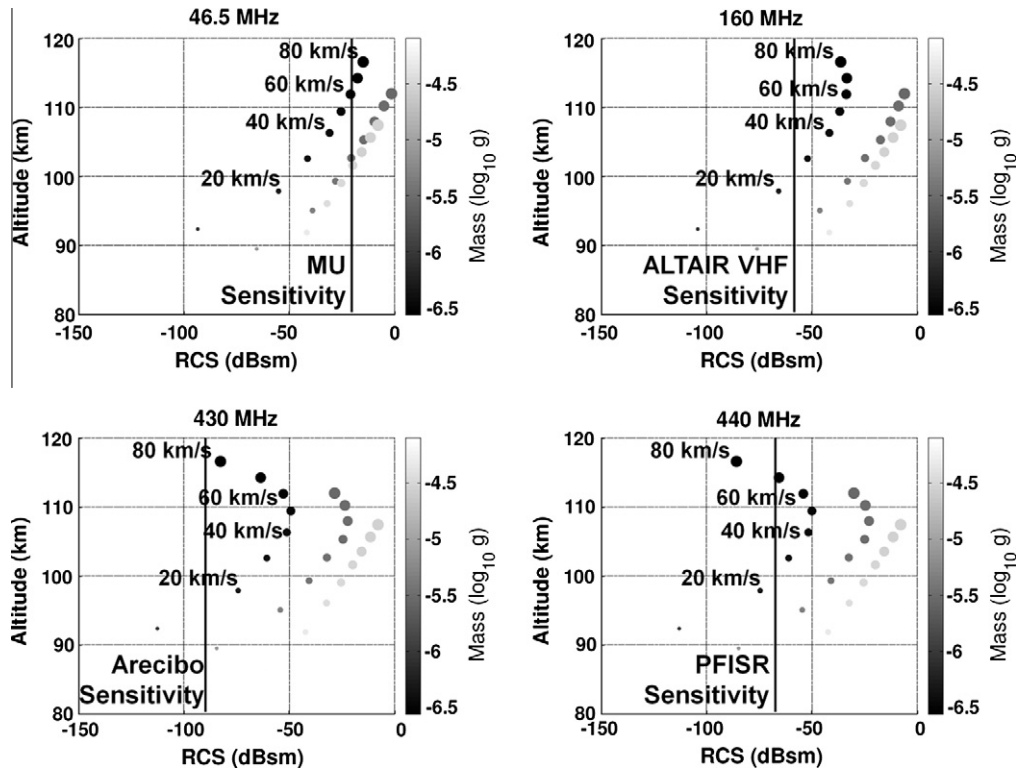 46.5 MHz
120
110
100
90
80
Altitude (km)
80 km/s
60 km/s
40 km/s
20 km/s
MU
Sensitivity
-150
-100
-50
0
RCS (dBsm)
-4.5
-5
-5.5
-6
-6.5
Mass (log10 g)
160 MHz
120
110
100
90
80
Altitude (km)
80 km/s
60 km/s
40 km/s
20 km/s
ALTAIR VHF
Sensitivity
-150
-100
-50
0
RCS (dBsm)
-4.5
-5
-5.5
-6
-6.5
Mass (log10 g)
430 MHz
120
110
100
90
80
Altitude (km)
80 km/s
60 km/s
40 km/s
20 km/s
Arecibo
Sensitivity
-150
-100
-50
0
RCS (dBsm)
-4.5
-5
-5.5
-6
-6.5
Mass (log10 g)
440 MHz
120
110
100
90
80
Altitude (km)
80 km/s
60 km/s
40 km/s
20 km/s
PFISR
Sensitivity
-150
-100
-50
0
RCS (dBsm)
-4.5
-5
-5.5
-6
-6.5
Mass (log10 g)